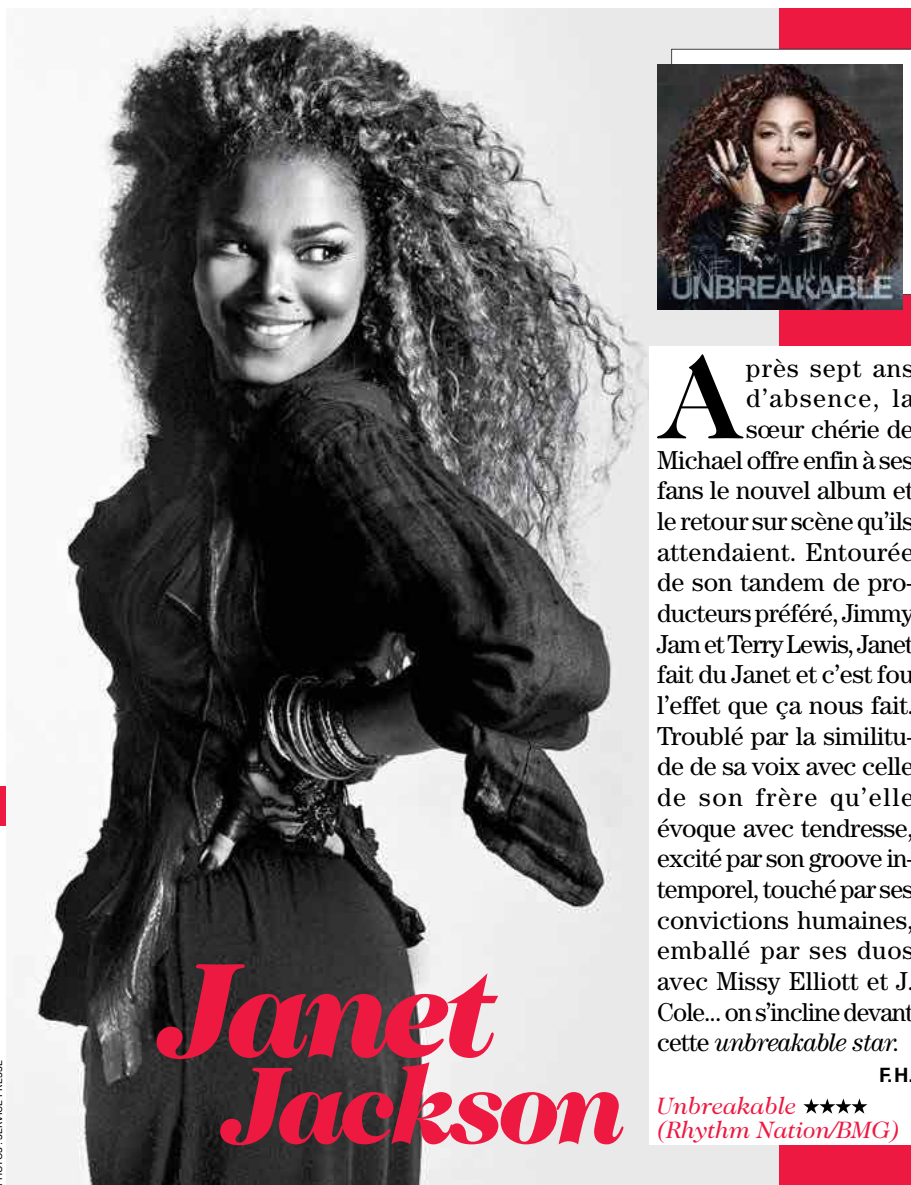 UNBREAKABLE
Après sept ans
d’absence, la
sœur chérie de
Michael offre enfin à ses
fans le nouvel album et
le retour sur scène qu’ils
attendaient. Entourée
de son tandem de pro-
ducteurs préféré, Jimmy
Jam et Terry Lewis, Janet
fait du Janet et c’est fou
l’effet que ça nous fait.
Troublé par la similitu-
de de sa voix avec celle
de son frère qu’elle
évoque avec tendresse,
excité par son groove in-
temporel, touché par ses
convictions humaines,
emballé par ses duos
avec Missy Elliott et J.
Cole... on s’incline devant
cette unbreakable star.
F. H.
Unbreakable ★★★★
(Rhythm Nation/BMG)
Janet
Jackson